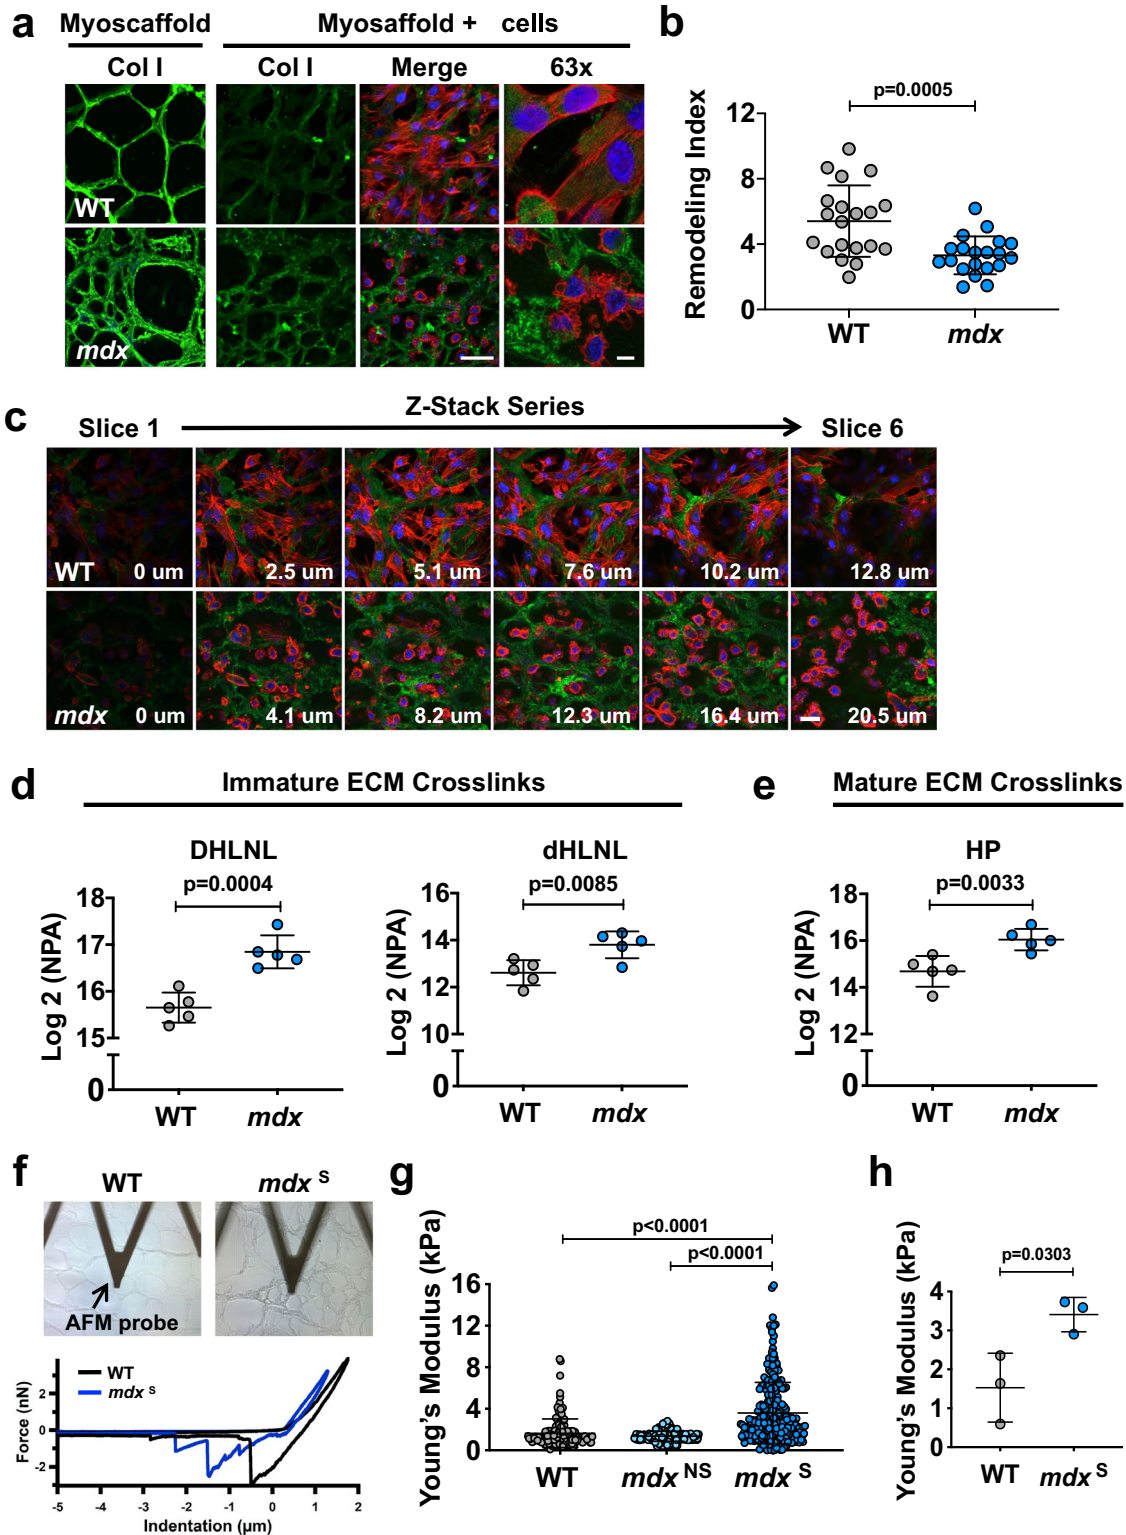 a
Myoscaffold
Myosaffold + cells
Col I
Col I
Merge
63x
WT
mdx
b
p=0.0005
Remodeling Index
12
8
4
0
WT
mdx
c
Z-Stack Series
Slice 1
Slice 6
WT
0 um
2.5 um
5.1 um
7.6 um
10.2 um
12.8 um
mdx
0 um
4.1 um
8.2 um
12.3 um
16.4 um
20.5 um
d
Immature ECM Crosslinks
DHLNL
p=0.0004
Log 2 (NPA)
18
17
16
15
0
WT
mdx
dHLNL
p=0.0085
Log 2 (NPA)
16
14
12
10
0
WT
mdx
e
Mature ECM Crosslinks
HP
p=0.0033
Log 2 (NPA)
18
16
14
12
0
WT
mdx
f
WT
mdx S
AFM probe
WT
mdx S
Force (nN)
2
0
-2
-5
-4
-3
-2
-1
0
1
2
Indentation (µm)
g
p<0.0001
p<0.0001
Young's Modulus (kPa)
16
12
8
4
0
WT
mdx NS
mdx S
h
p=0.0303
Young's Modulus (kPa)
4
3
2
1
0
WT
mdx S